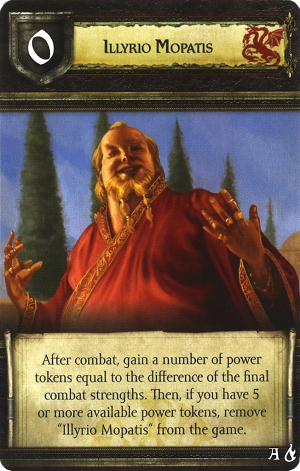 0
Illyrio Mopatis
After combat, gain a number of power
tokens equal to the difference of the final
combat strengths. Then, if you have 5
or more available power tokens, remove
"Illyrio Mopatis" from the game.
A